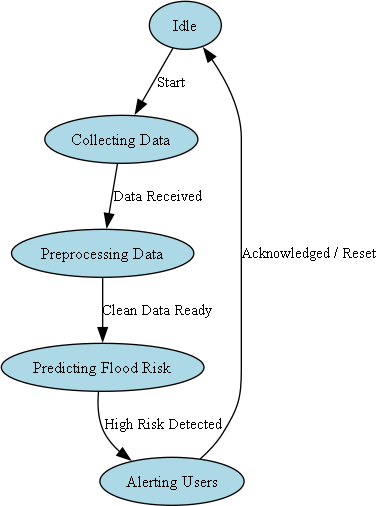 Idle
Start
Collecting Data
Data Received
Preprocessing Data
Acknowledged / Reset
Clean Data Ready
Predicting Flood Risk
High Risk Detected
Alerting Users